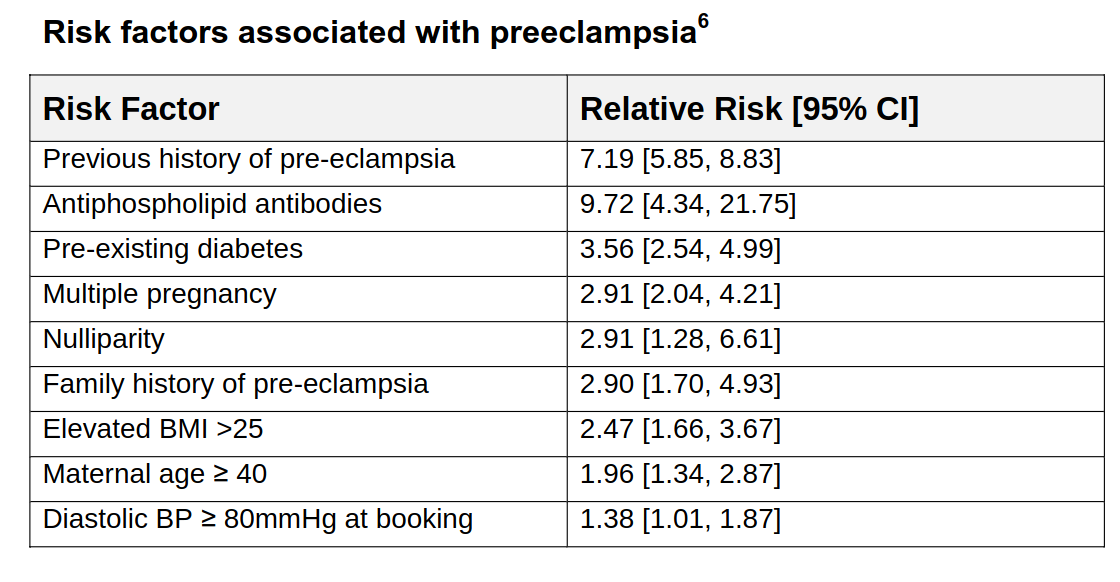 Risk factors associated with preeclampsia⁶
Risk Factor Relative Risk [95% CI]
Previous history of pre-eclampsia 7.19 [5.85, 8.83]
Antiphospholipid antibodies 9.72 [4.34, 21.75]
Pre-existing diabetes 3.56 [2.54, 4.99]
Multiple pregnancy 2.91 [2.04, 4.21]
Nulliparity 2.91 [1.28, 6.61]
Family history of pre-eclampsia 2.90 [1.70, 4.93]
Elevated BMI >25 2.47 [1.66, 3.67]
Maternal age ≥ 40 1.96 [1.34, 2.87]
Diastolic BP ≥ 80mmHg at booking 1.38 [1.01, 1.87]